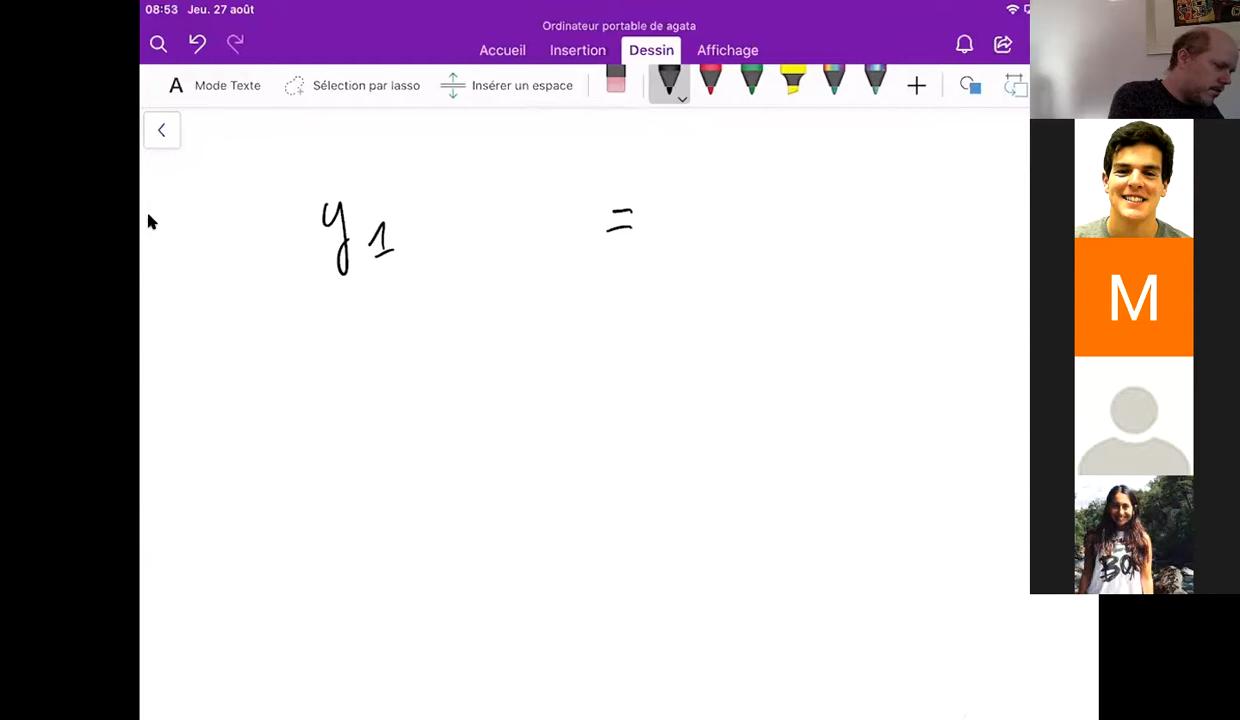 08:53 Jeu. 27 août
Ordinateur portable de agata
Accueil Insertion Dessin Affichage
A Mode Texte Sélection par lasso Insérer un espace
y1 =
M